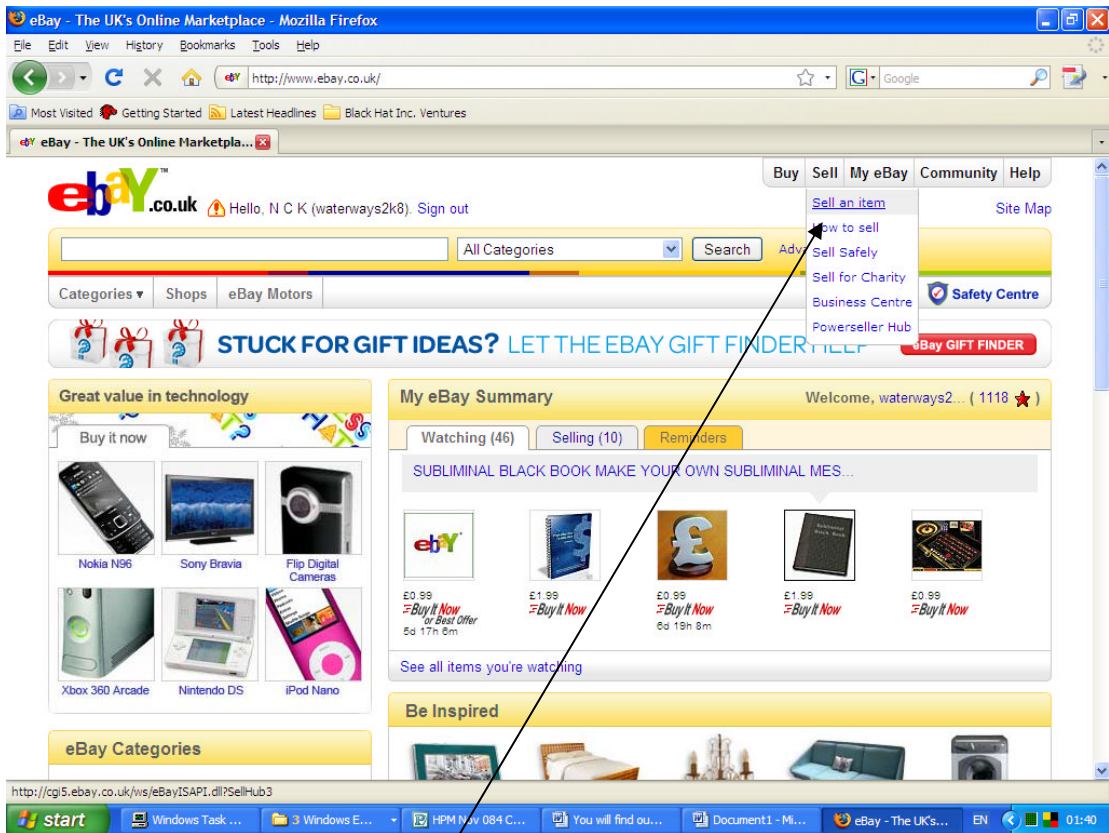 eBay - The UK's Online Marketplace - Mozilla Firefox
File Edit View History Bookmarks Tools Help
http://www.ebay.co.uk/
Google
Most Visited Getting Started Latest Headlines Black Hat Inc. Ventures
eBay - The UK's Online Marketpla...
Buy Sell My eBay Community Help
ebaY.co.uk Hello, N C K (waterways2k8). Sign out
Sell an item
Site Map
How to sell
All Categories Search
Sell Safely
Sell for Charity
Categories Shops eBay Motors
Business Centre
Safety Centre
Powerseller Hub
STUCK FOR GIFT IDEAS? LET THE EBAY GIFT FINDER HELP
eBay GIFT FINDER
Great value in technology
Buy it now
Nokia N96
Sony Bravia
Flip Digital
Cameras
Xbox 360 Arcade
Nintendo DS
iPod Nano
eBay Categories
My eBay Summary
Welcome, waterways2... ( 1118 )
Watching (46) Selling (10) Reminders
SUBLIMINAL BLACK BOOK MAKE YOUR OWN SUBLIMINAL MES...
ebY
Subliminal
Black Book
£0.99 £1.99 £0.99 £1.99 £0.99
Buy It Now Buy It Now Buy It Now Buy It Now Buy It Now
or Best Offer
5d 17h 6m
6d 19h 8m
See all items you're watching
Be Inspired
http://cgi5.ebay.co.uk/ws/eBayISAPI.dll?SellHub3
start Windows Task ... 3 Windows E... HPM Nov 084 C... You will find ou... Document1 - Mi... eBay - The UK's... EN 01:40